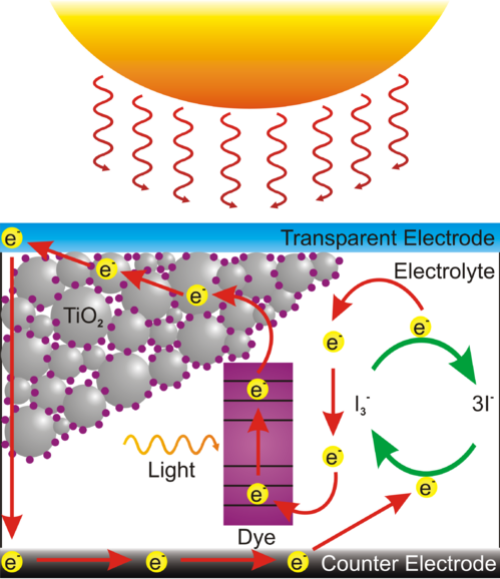 e⁻
Transparent Electrode
e⁻
Electrolyte
e⁻
TiO₂
e⁻
e⁻
e⁻
I₃⁻
3I⁻
Light
e⁻
e⁻
e⁻
Dye
e⁻
e⁻
e⁻
e⁻
Counter Electrode